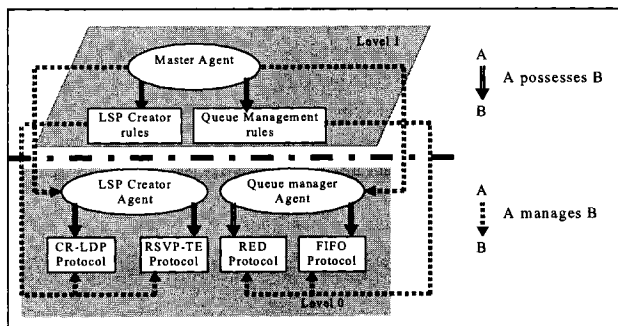 Level 1
Master Agent
LSP Creator
rules
Queue Management
rules
LSP Creator
Agent
Queue manager
Agent
CR-LDP
Protocol
RSVP-TE
Protocol
RED
Protocol
FIFO
Protocol
Level 0
A
A possesses B
B
A
A manages B
B